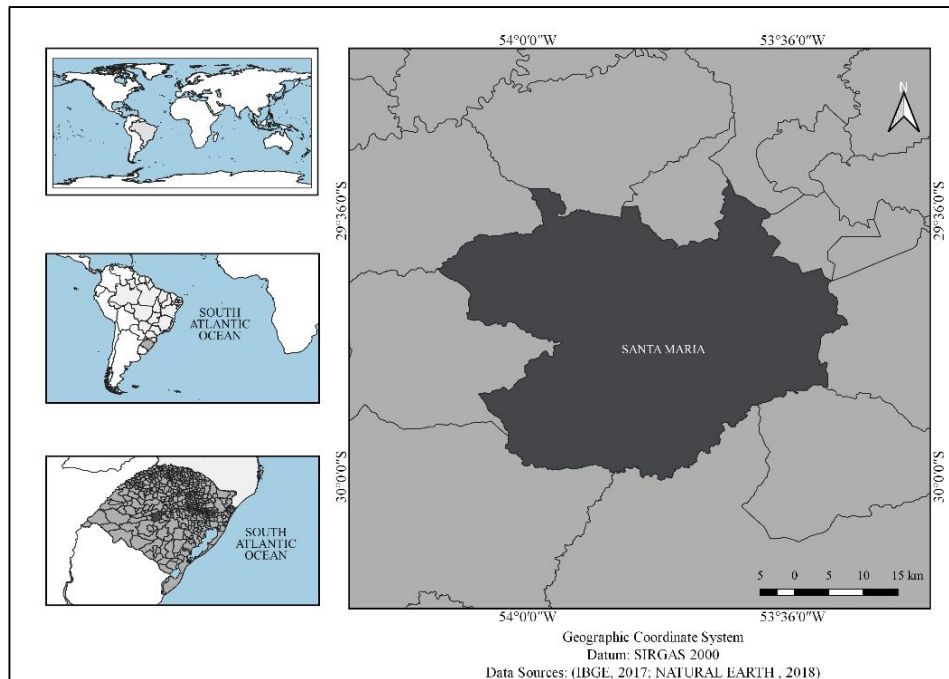 54°0'0"W
53°36'0"W
N
29°36'0"S
29°36'0"S
SOUTH
ATLANTIC
OCEAN
SANTA MARIA
30°0'0"S
30°0'0"S
SOUTH
ATLANTIC
OCEAN
5 0 5 10 15 km
54°0'0"W
53°36'0"W
Geographic Coordinate System
Datum: SIRGAS 2000
Data Sources: (IBGE, 2017; NATURAL EARTH , 2018)